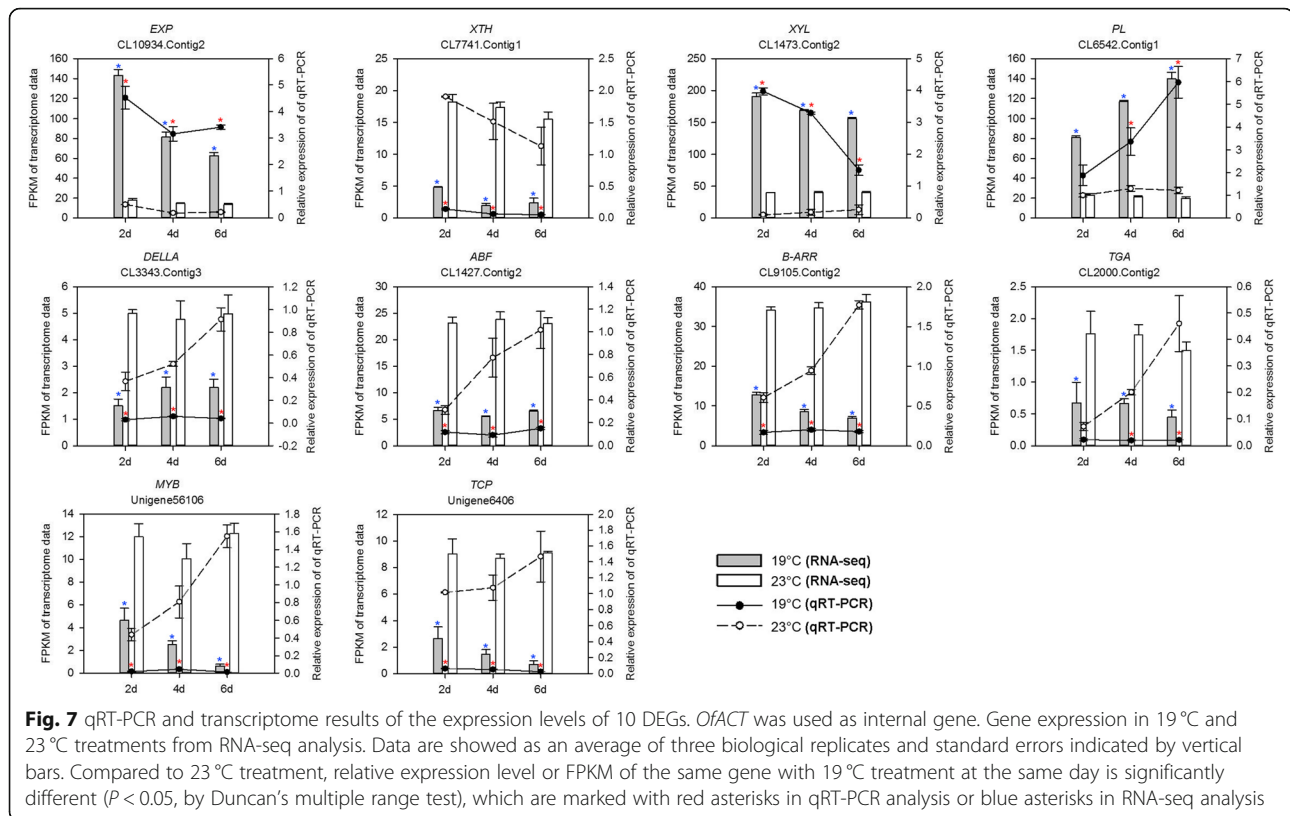 EXP
CL10934.Contig2
FPKM of transcriptome data
160
140
120
100
80
60
40
20
0
6
5
4
3
2
1
0
Relative expression of of qRT-PCR
2d 4d 6d
XTH
CL7741.Contig1
FPKM of transcriptome data
25
20
15
10
5
0
2.5
2.0
1.5
1.0
0.5
0.0
Relative expression of of qRT-PCR
2d 4d 6d
XYL
CL1473.Contig2
FPKM of transcriptome data
250
200
150
100
50
0
5
4
3
2
1
0
Relative expression of of qRT-PCR
2d 4d 6d
PL
CL6542.Contig1
FPKM of transcriptome data
160
140
120
100
80
60
40
20
0
7
6
5
4
3
2
1
0
Relative expression of of qRT-PCR
2d 4d 6d
DELLA
CL3343.Contig3
FPKM of transcriptome data
6
5
4
3
2
1
0
1.2
1.0
0.8
0.6
0.4
0.2
0.0
-0.2
Relative expression of of qRT-PCR
2d 4d 6d
ABF
CL1427.Contig2
FPKM of transcriptome data
30
25
20
15
10
5
0
1.4
1.2
1.0
0.8
0.6
0.4
0.2
0.0
Relative expression of of qRT-PCR
2d 4d 6d
B-ARR
CL9105.Contig2
FPKM of transcriptome data
40
30
20
10
0
2.0
1.5
1.0
0.5
0.0
Relative expression of of qRT-PCR
2d 4d 6d
TGA
CL2000.Contig2
FPKM of transcriptome data
2.5
2.0
1.5
1.0
0.5
0.0
0.6
0.5
0.4
0.3
0.2
0.1
0.0
Relative expression of of qRT-PCR
2d 4d 6d
MYB
Unigene56106
FPKM of transcriptome data
14
12
10
8
6
4
2
0
1.8
1.6
1.4
1.2
1.0
0.8
0.6
0.4
0.2
0.0
Relative expression of of qRT-PCR
2d 4d 6d
TCP
Unigene6406
FPKM of transcriptome data
12
10
8
6
4
2
0
2.0
1.8
1.6
1.4
1.2
1.0
0.8
0.6
0.4
0.2
0.0
Relative expression of of qRT-PCR
2d 4d 6d
19°C (RNA-seq)
23°C (RNA-seq)
19°C (qRT-PCR)
23°C (qRT-PCR)
Fig. 7 qRT-PCR and transcriptome results of the expression levels of 10 DEGs. OfACT was used as internal gene. Gene expression in 19 °C and
23 °C treatments from RNA-seq analysis. Data are showed as an average of three biological replicates and standard errors indicated by vertical
bars. Compared to 23 °C treatment, relative expression level or FPKM of the same gene with 19 °C treatment at the same day is significantly
different (P < 0.05, by Duncan's multiple range test), which are marked with red asterisks in qRT-PCR analysis or blue asterisks in RNA-seq analysis